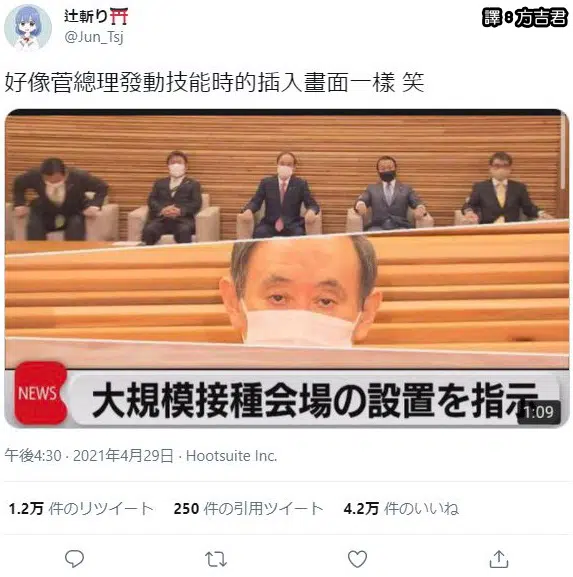 辻斬り⛩
@Jun_Tsj
譯:方吉君
好像菅總理發動技能時的插入畫面一樣 笑
NEWS
大規模接種会場の設置を指示
1:09
午後4:30 · 2021年4月29日 · Hootsuite Inc.
1.2万 件のリツイート 250 件の引用ツイート 4.2万 件のいいね